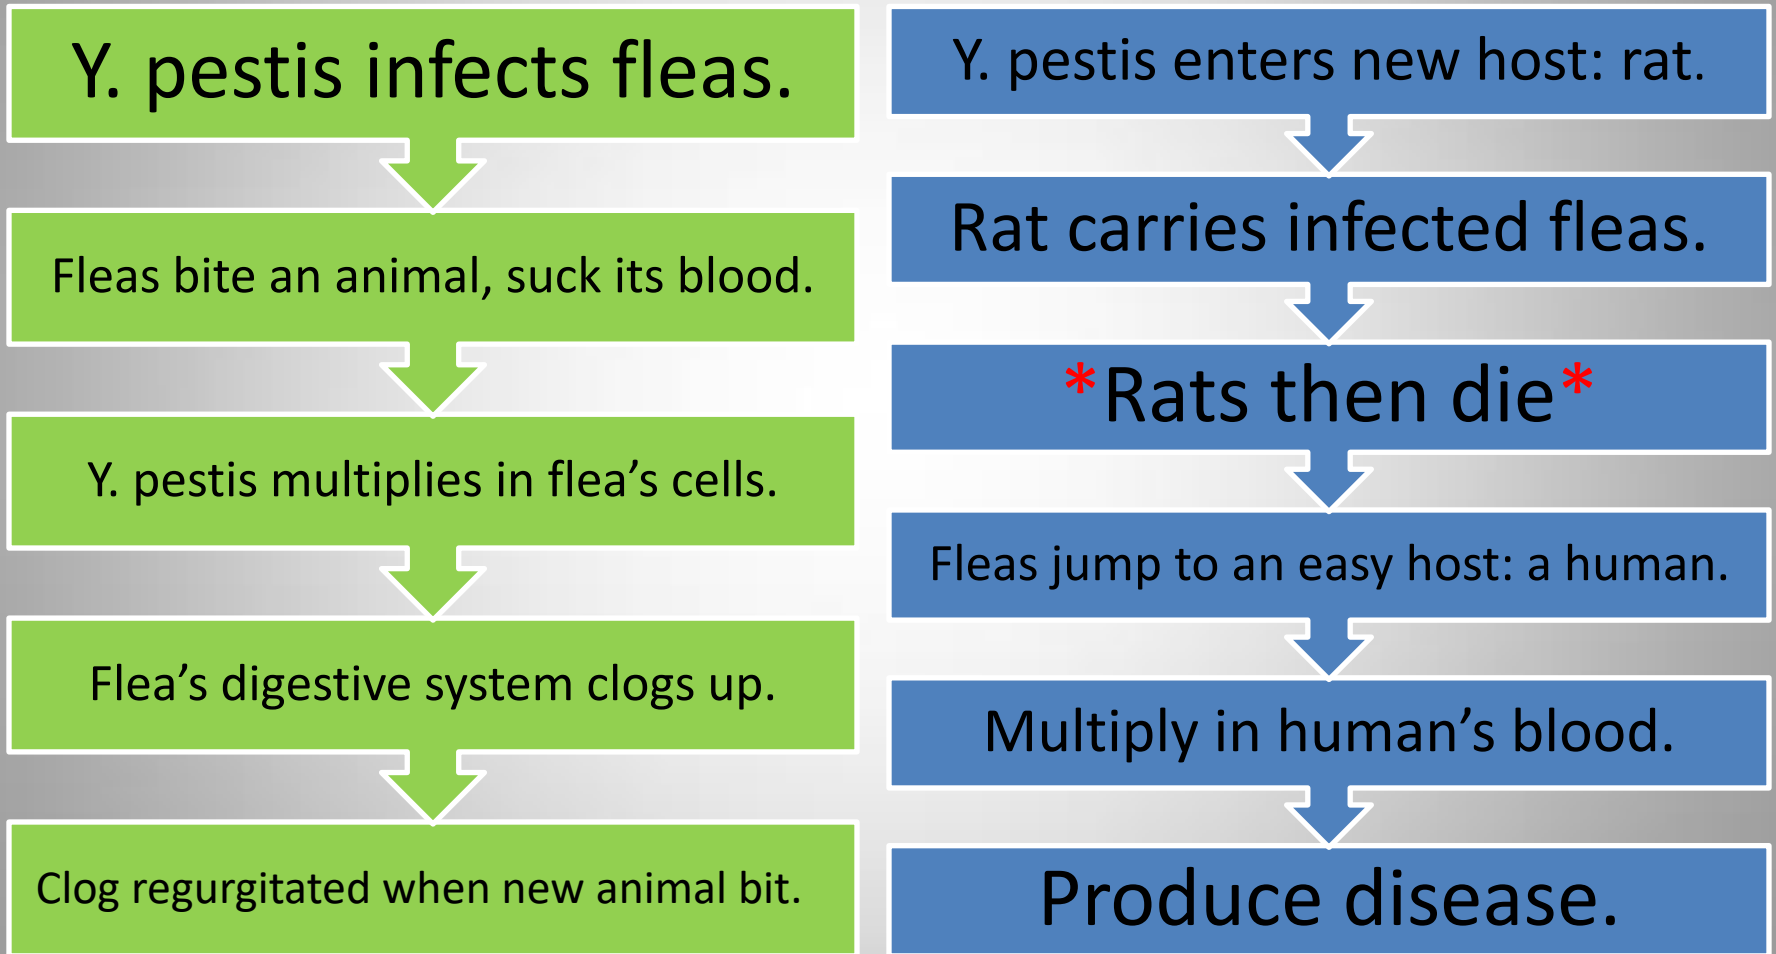 Y. pestis infects fleas.
Fleas bite an animal, suck its blood.
Y. pestis multiplies in flea’s cells.
Flea’s digestive system clogs up.
Clog regurgitated when new animal bit.
Y. pestis enters new host: rat.
Rat carries infected fleas.
*Rats then die*
Fleas jump to an easy host: a human.
Multiply in human’s blood.
Produce disease.